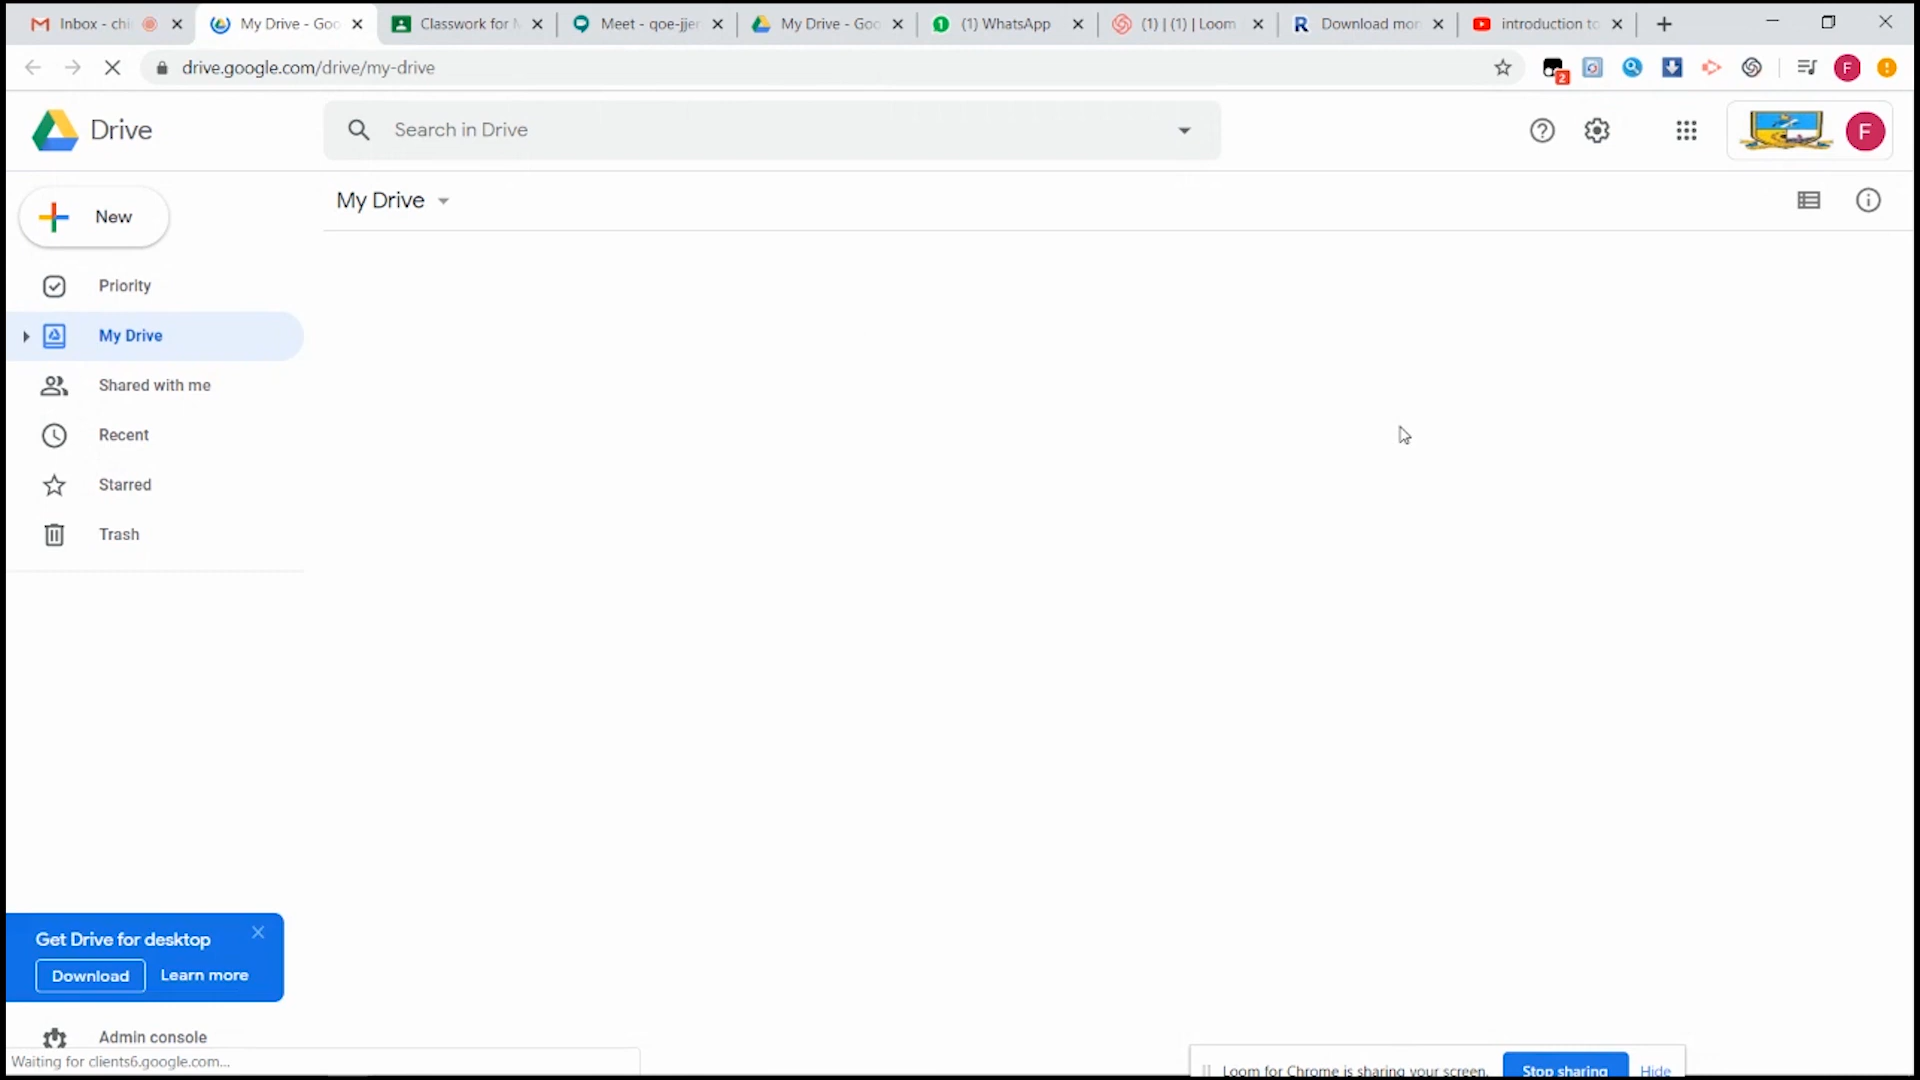 Inbox - chi
My Drive - Goo
Classwork for M
Meet - qoe-jjer
My Drive - Goo
(1) WhatsApp
(1) | (1) | Loom
Download mor
introduction to
drive.google.com/drive/my-drive
2
F
Drive
Search in Drive
F
New
My Drive
Priority
My Drive
Shared with me
Recent
Starred
Trash
Get Drive for desktop
Download
Learn more
Admin console
Waiting for clients6.google.com...
Loom for Chrome is sharing your screen.
Stop sharing
Hide